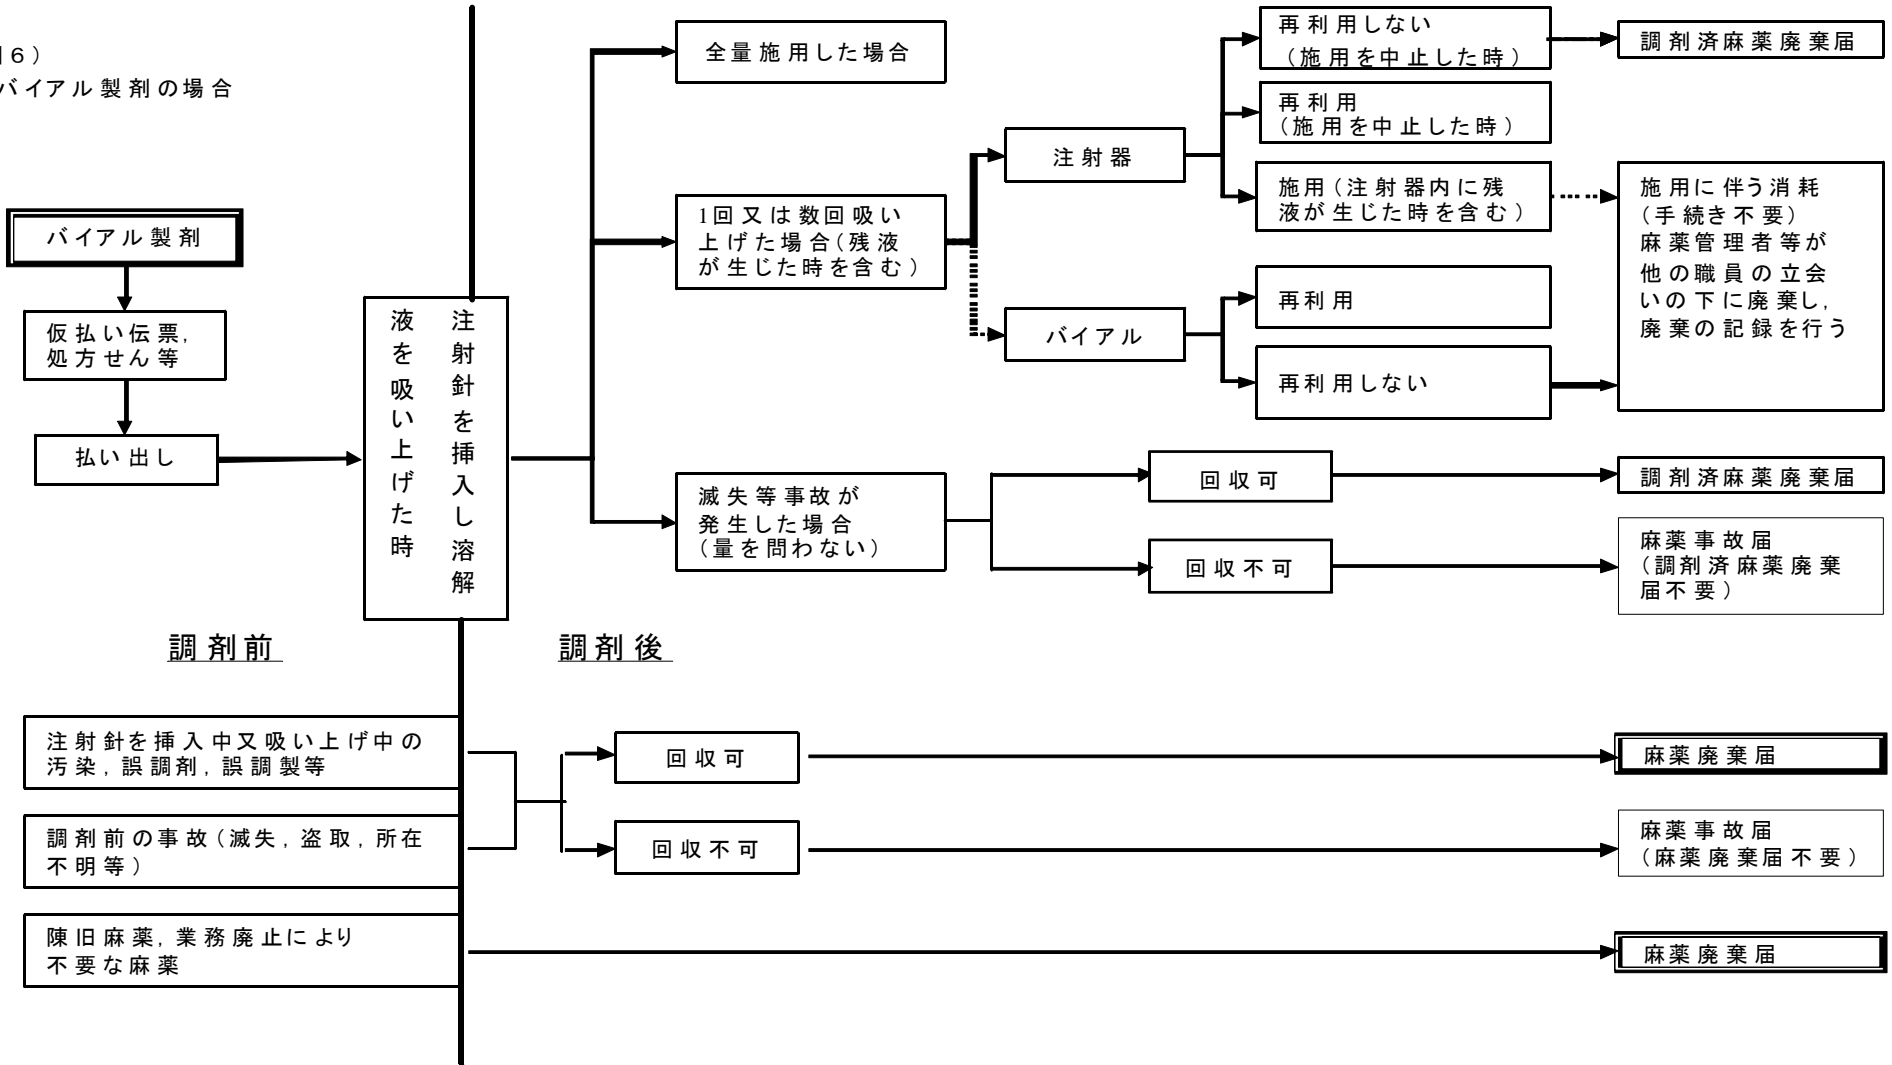 6)
バイアル製剤の場合
バイアル製剤
仮払い伝票,
処方せん等
払い出し
注射針を挿入し溶解
液を吸い上げた時
全量施用した場合
1回又は数回吸い
上げた場合(残液
が生じた時を含む)
滅失等事故が
発生した場合
(量を問わない)
注射器
バイアル
再利用しない
(施用を中止した時)
再利用
(施用を中止した時)
施用(注射器内に残
液が生じた時を含む)
再利用
再利用しない
調剤済麻薬廃棄届
施用に伴う消耗
(手続き不要)
麻薬管理者等が
他の職員の立会
いの下に廃棄し,
廃棄の記録を行う
回収可
回収不可
調剤済麻薬廃棄届
麻薬事故届
(調剤済麻薬廃棄
届不要)
調剤前
調剤後
注射針を挿入中又吸い上げ中の
汚染,誤調剤,誤調製等
調剤前の事故(滅失,盗取,所在
不明等)
陳旧麻薬,業務廃止により
不要な麻薬
回収可
回収不可
麻薬廃棄届
麻薬事故届
(麻薬廃棄届不要)
麻薬廃棄届